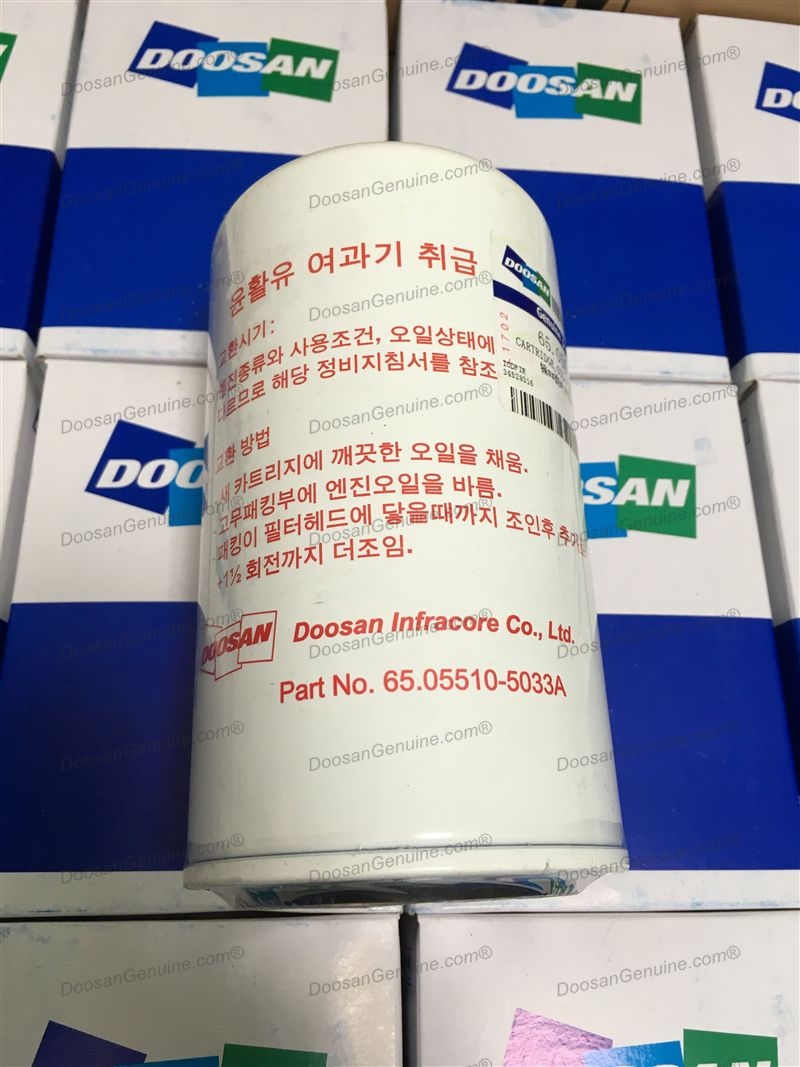 DOOSAN
DOOSAN
윤활유 여과기 취급
교환시기:
엔진종류와 사용조건, 오일상태에
다르므로 해당 정비지침서를 참조
교환 방법
-새 카트리지에 깨끗한 오일을 채움.
-고무패킹부에 엔진오일을 바름.
-패킹이 필터헤드에 닿을때까지 조인후
+1½ 회전까지 더조임.
DOOSAN
Doosan Infracore Co., Ltd.
Part No. 65.05510-5033A
DOOSAN
1702
CARTRIDGE
DOOSAN
DoosanGenuine.com®